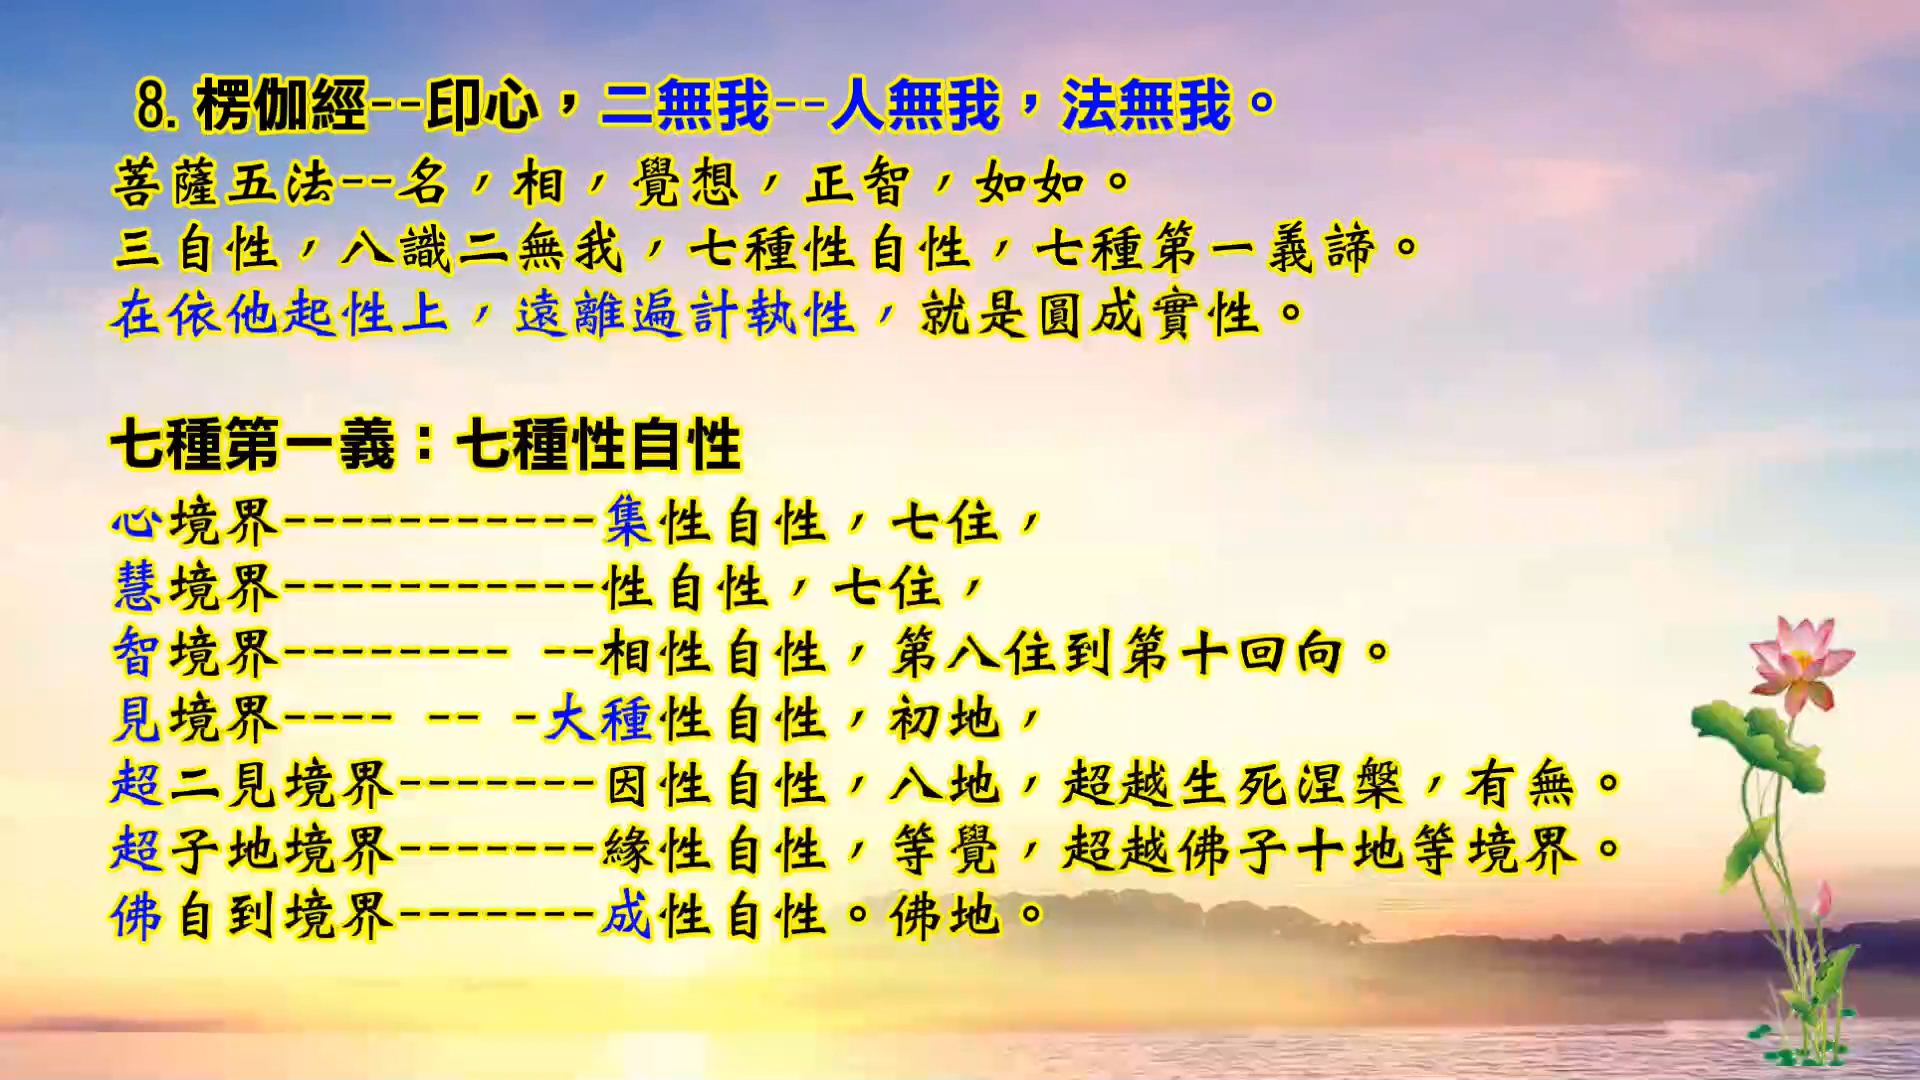 8.楞伽經--印心，二無我--人無我，法無我。
菩薩五法--名，相，覺想，正智，如如。
三自性，八識二無我，七種性自性，七種第一義諦。
在依他起性上，遠離遍計執性，就是圓成實性。
七種第一義：七種性自性
心境界-----------集性自性，七住，
慧境界-----------性自性，七住，
智境界-------- --相性自性，第八住到第十回向。
見境界---- -- -大種性自性，初地，
超二見境界-------因性自性，八地，超越生死涅槃，有無。
超子地境界-------緣性自性，等覺，超越佛子十地等境界。
佛自到境界-------成性自性。佛地。